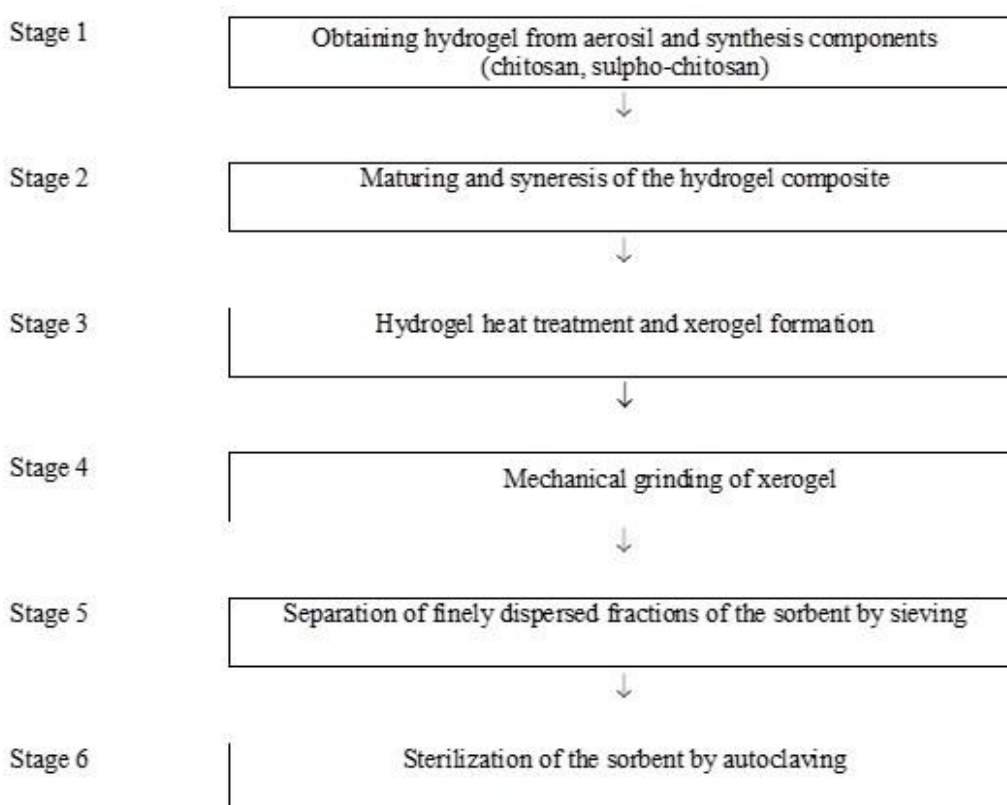 Stage 1
Obtaining hydrogel from aerosil and synthesis components
(chitosan, sulpho-chitosan)
↓
Stage 2
Maturing and syneresis of the hydrogel composite
↓
Stage 3
Hydrogel heat treatment and xerogel formation
↓
Stage 4
Mechanical grinding of xerogel
↓
Stage 5
Separation of finely dispersed fractions of the sorbent by sieving
↓
Stage 6
Sterilization of the sorbent by autoclaving